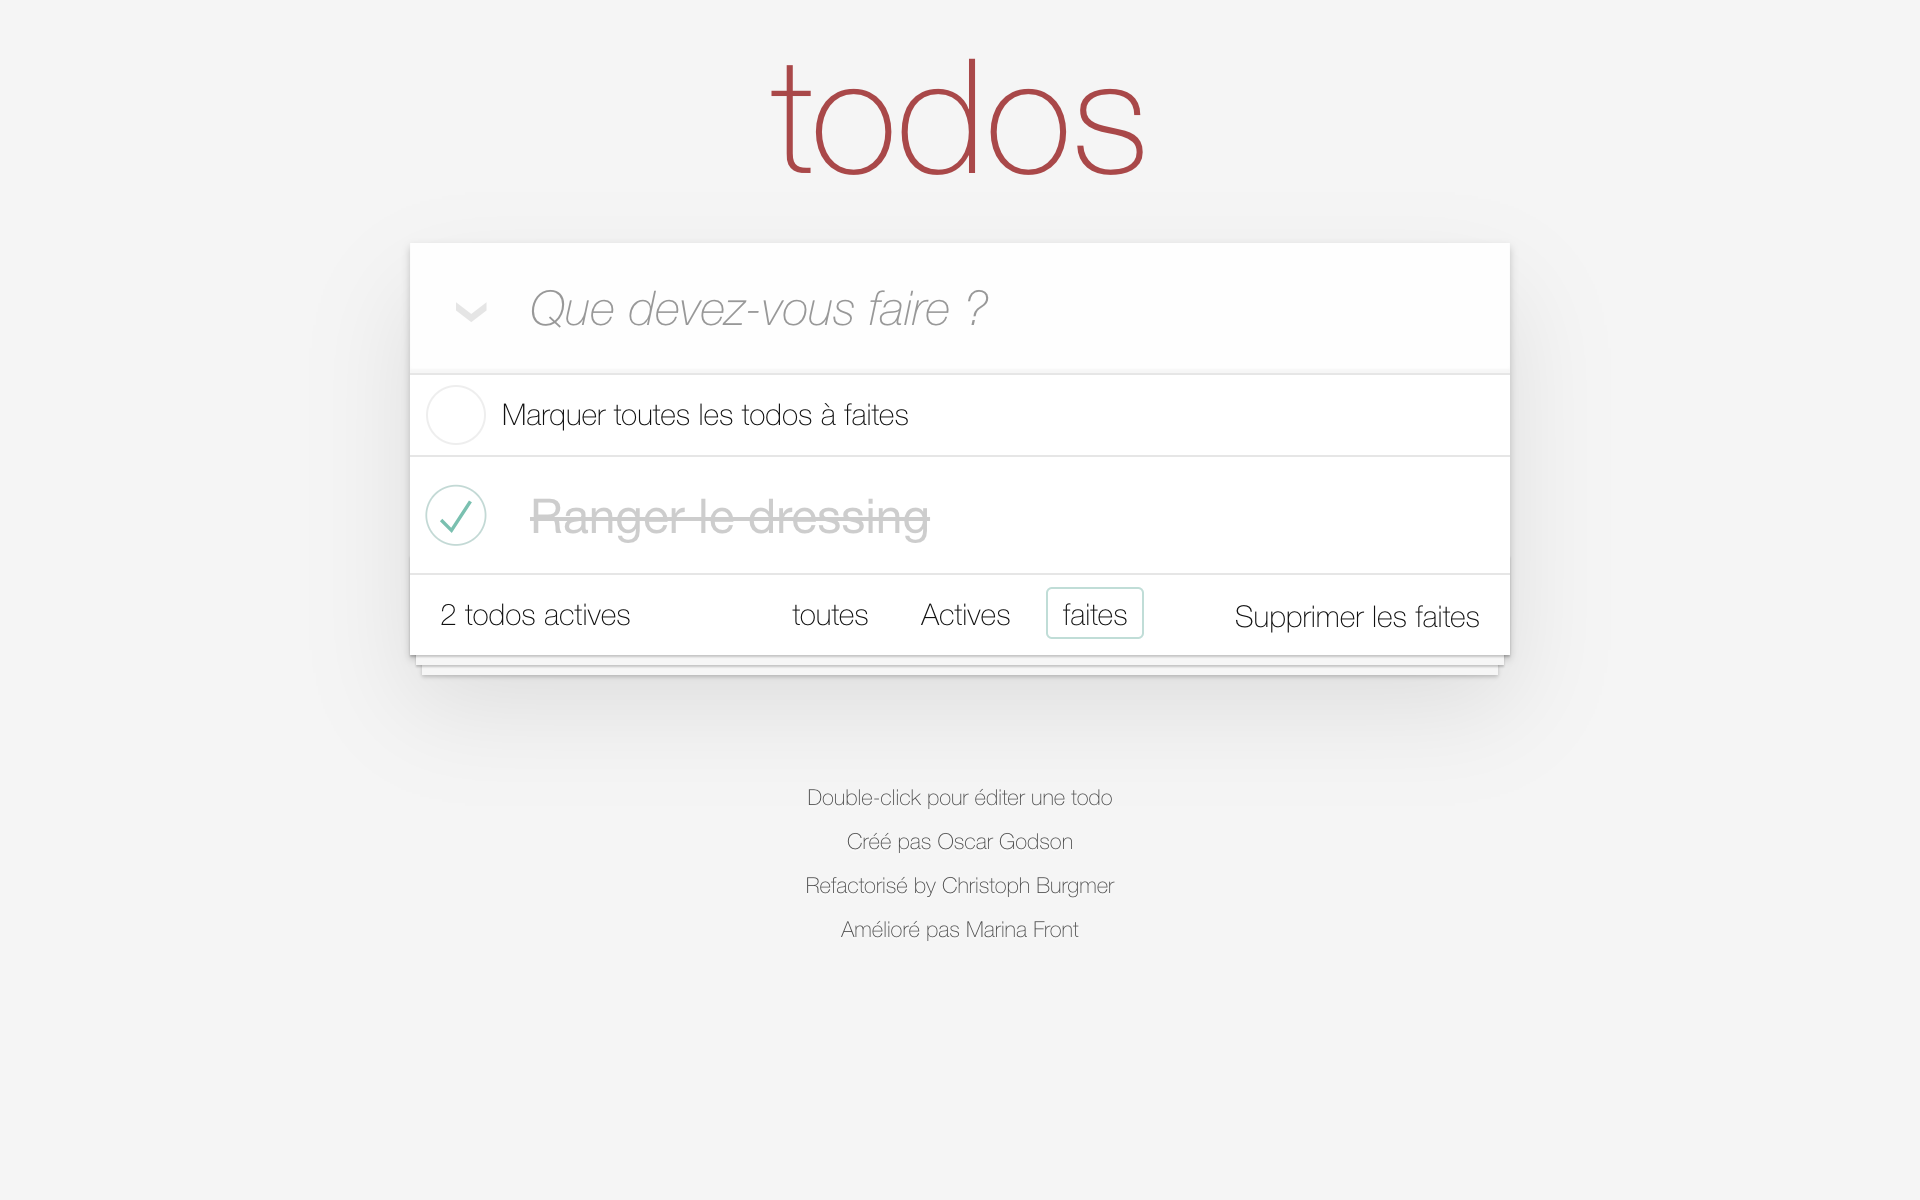 todos
Que devez-vous faire ?
Marquer toutes les todos à faites
Ranger le dressing
2 todos actives toutes Actives faites Supprimer les faites
Double-click pour éditer une todo
Créé pas Oscar Godson
Refactorisé by Christoph Burgmer
Amélioré pas Marina Front